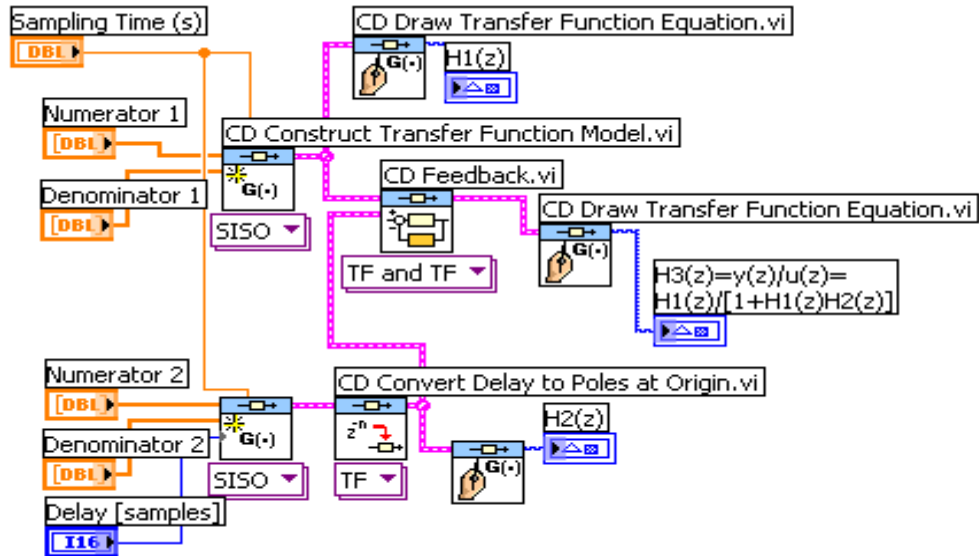 Sampling Time (s)
DBL
CD Draw Transfer Function Equation.vi
G(·)
H1(z)
Numerator 1
[DBL]
CD Construct Transfer Function Model.vi
G(·)
Denominator 1
[DBL]
SISO
CD Feedback.vi
TF and TF
CD Draw Transfer Function Equation.vi
G(·)
H3(z)=y(z)/u(z)=
H1(z)/[1+H1(z)H2(z)]
Numerator 2
[DBL]
G(·)
Denominator 2
[DBL]
SISO
CD Convert Delay to Poles at Origin.vi
z⁻ⁿ
TF
G(·)
H2(z)
Delay [samples]
I16